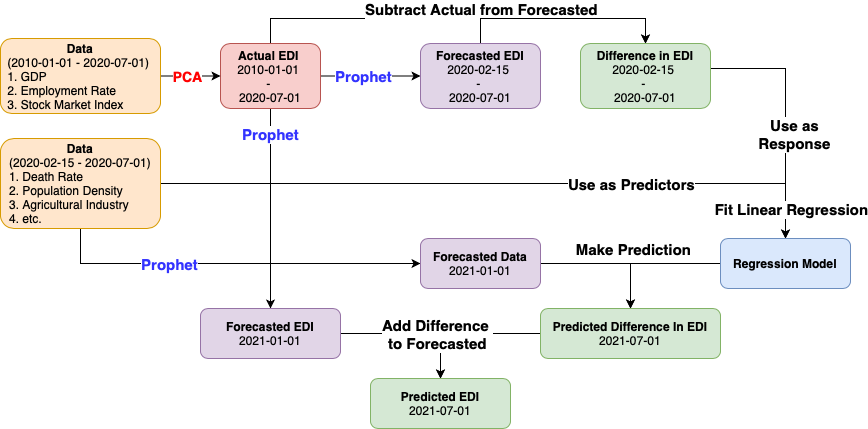 Subtract Actual from Forecasted
Data
(2010-01-01 - 2020-07-01)
1. GDP
2. Employment Rate
3. Stock Market Index
PCA
Actual EDI
2010-01-01
-
2020-07-01
Prophet
Forecasted EDI
2020-02-15
-
2020-07-01
Difference in EDI
2020-02-15
-
2020-07-01
Prophet
Use as
Response
Data
(2020-02-15 - 2020-07-01)
1. Death Rate
2. Population Density
3. Agricultural Industry
4. etc.
Use as Predictors
Fit Linear Regression
Prophet
Forecasted Data
2021-01-01
Make Prediction
Regression Model
Forecasted EDI
2021-01-01
Add Difference
to Forecasted
Predicted Difference In EDI
2021-07-01
Predicted EDI
2021-07-01